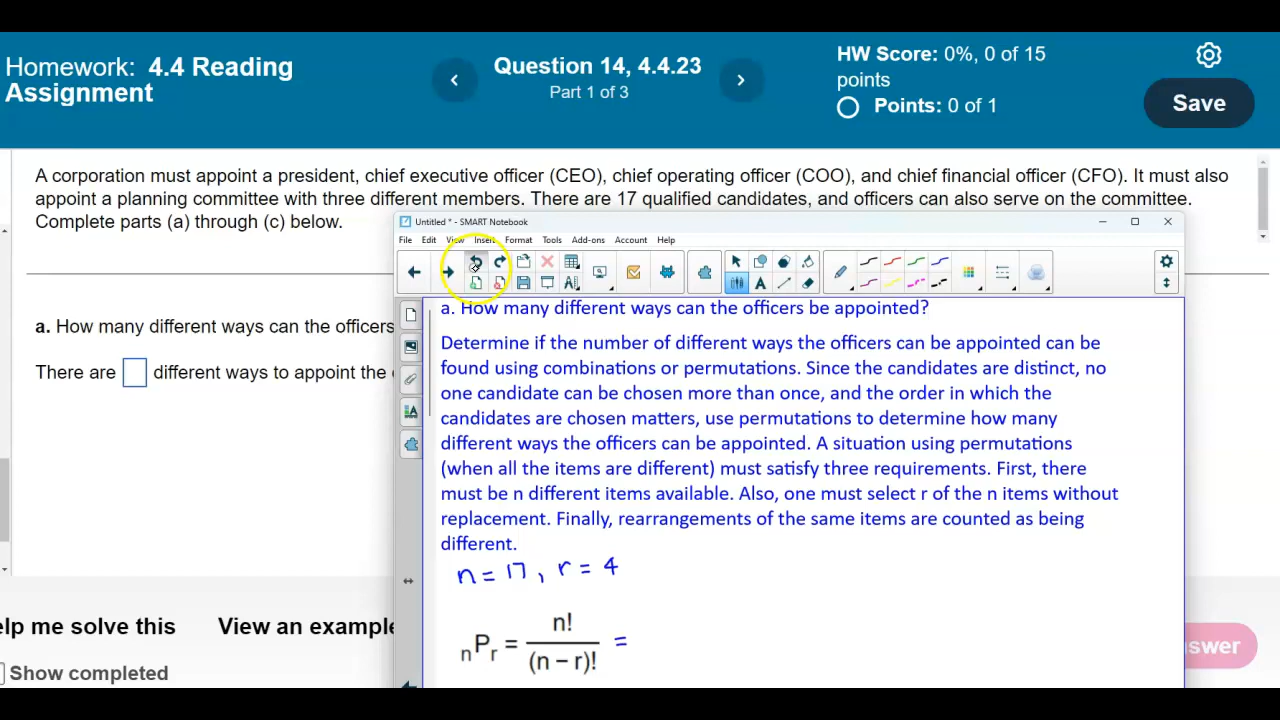 Homework: 4.4 Reading
Assignment
Question 14, 4.4.23
Part 1 of 3
HW Score: 0%, 0 of 15
points
Points: 0 of 1
Save
A corporation must appoint a president, chief executive officer (CEO), chief operating officer (COO), and chief financial officer (CFO). It must also
appoint a planning committee with three different members. There are 17 qualified candidates, and officers can also serve on the committee.
Complete parts (a) through (c) below.
a. How many different ways can the officers
There are different ways to appoint the
Untitled * - SMART Notebook
File Edit View Insert Format Tools Add-ons Account Help
a. How many different ways can the officers be appointed?
Determine if the number of different ways the officers can be appointed can be
found using combinations or permutations. Since the candidates are distinct, no
one candidate can be chosen more than once, and the order in which the
candidates are chosen matters, use permutations to determine how many
different ways the officers can be appointed. A situation using permutations
(when all the items are different) must satisfy three requirements. First, there
must be n different items available. Also, one must select r of the n items without
replacement. Finally, rearrangements of the same items are counted as being
different.
n = 17, r = 4
nPr = n! / (n − r)! =
elp me solve this
View an example
Show completed
swer